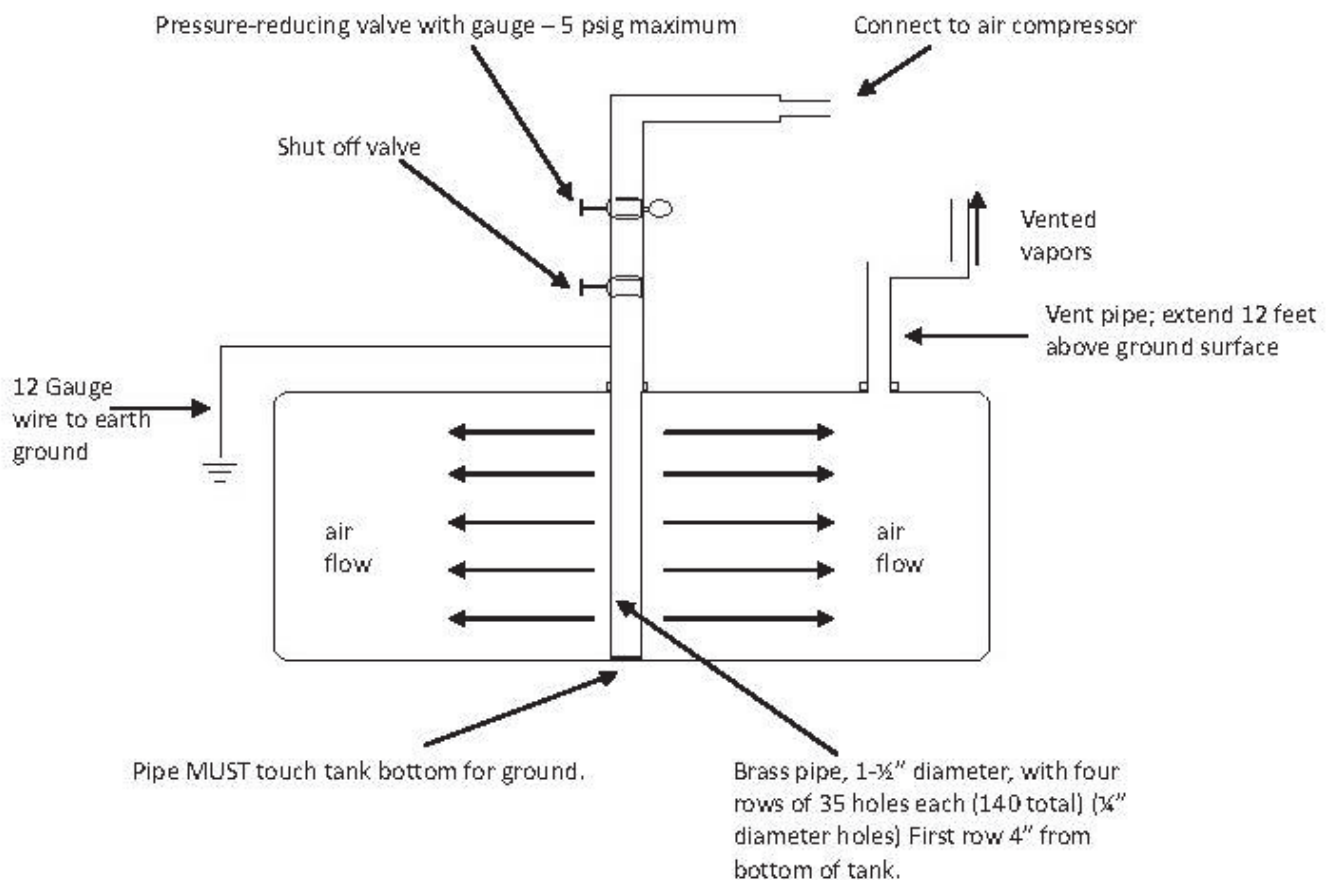 Pressure-reducing valve with gauge – 5 psig maximum
Connect to air compressor
Shut off valve
Vented
vapors
Vent pipe; extend 12 feet
above ground surface
12 Gauge
wire to earth
ground
air
flow
air
flow
Pipe MUST touch tank bottom for ground.
Brass pipe, 1-½” diameter, with four
rows of 35 holes each (140 total) (¼”
diameter holes) First row 4” from
bottom of tank.